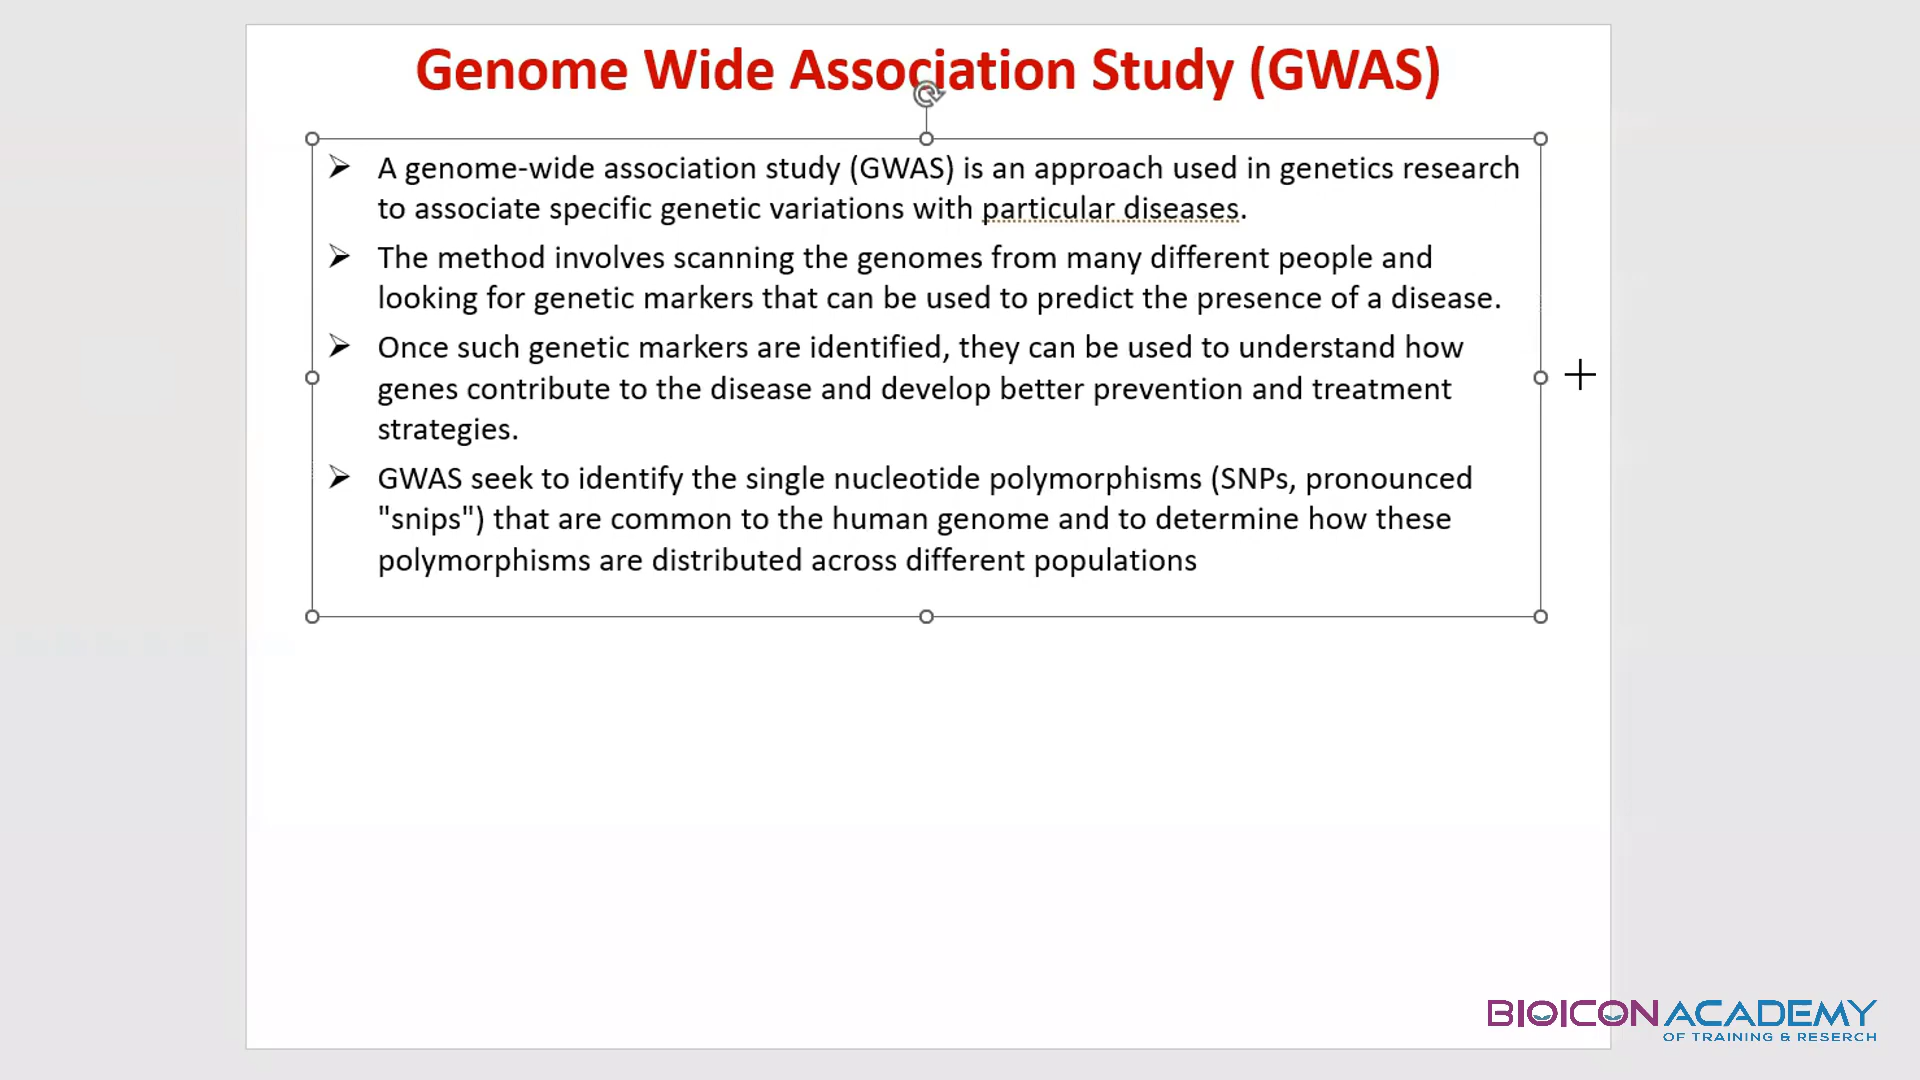 Genome Wide Association Study (GWAS)
➢ A genome-wide association study (GWAS) is an approach used in genetics research
to associate specific genetic variations with particular diseases.
➢ The method involves scanning the genomes from many different people and
looking for genetic markers that can be used to predict the presence of a disease.
➢ Once such genetic markers are identified, they can be used to understand how
genes contribute to the disease and develop better prevention and treatment
strategies.
➢ GWAS seek to identify the single nucleotide polymorphisms (SNPs, pronounced
"snips") that are common to the human genome and to determine how these
polymorphisms are distributed across different populations
BIOICON ACADEMY
OF TRAINING & RESERCH